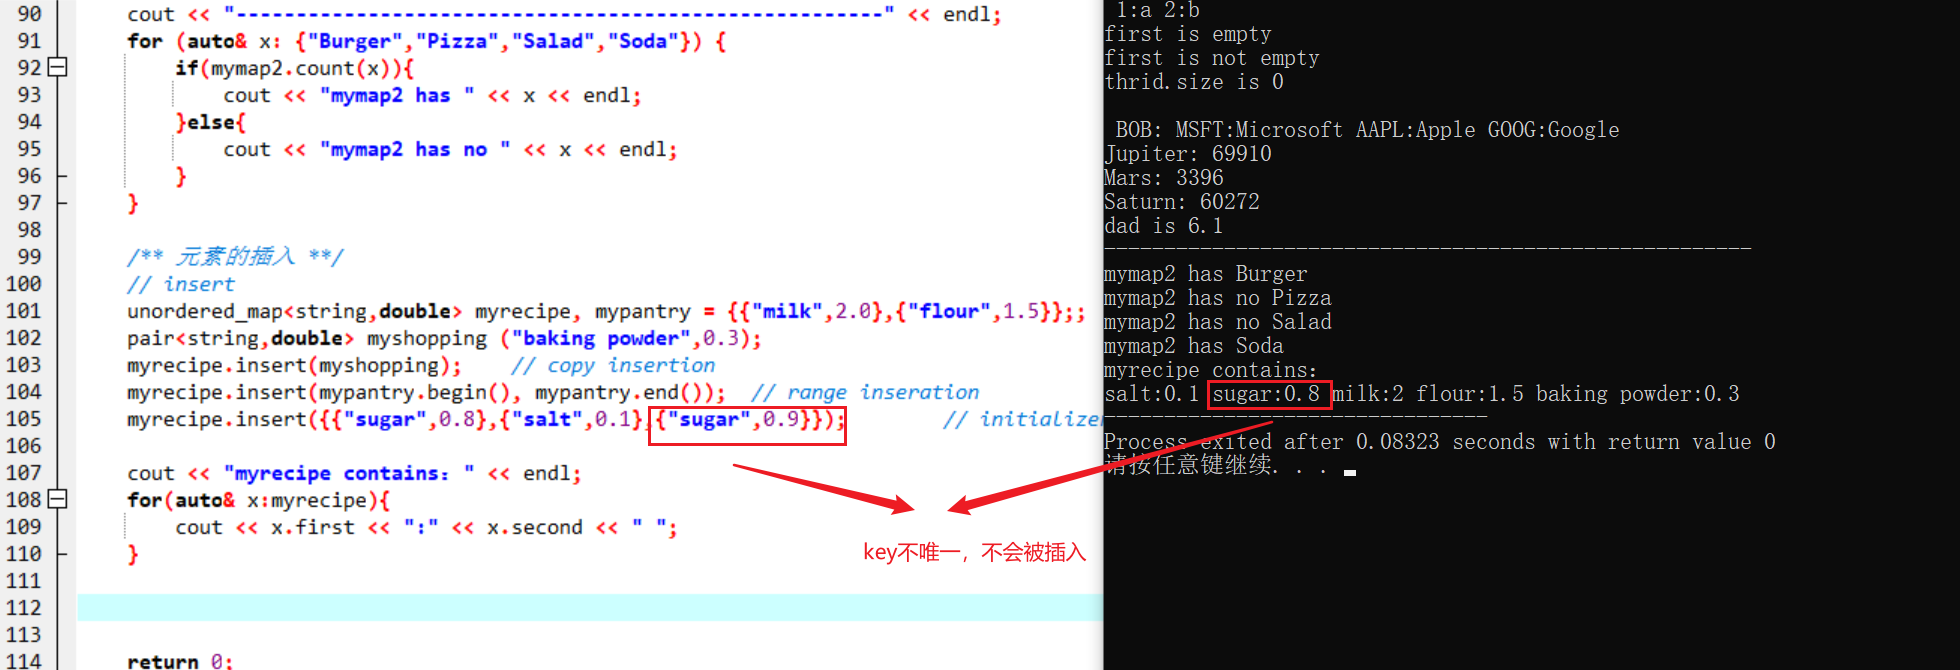 90 cout << "------------------------------------------------------" << endl;
91 for (auto& x: {"Burger","Pizza","Salad","Soda"}) {
92 if(mymap2.count(x)){
93 cout << "mymap2 has " << x << endl;
94 }else{
95 cout << "mymap2 has no " << x << endl;
96 }
97 }
98
99 /** 元素的插入 **/
100 // insert
101 unordered_map<string,double> myrecipe, mypantry = {{"milk",2.0},{"flour",1.5}};;
102 pair<string,double> myshopping ("baking powder",0.3);
103 myrecipe.insert(myshopping); // copy insertion
104 myrecipe.insert(mypantry.begin(), mypantry.end()); // range inseration
105 myrecipe.insert({{"sugar",0.8},{"salt",0.1},{"sugar",0.9}}); // initializer
106
107 cout << "myrecipe contains: " << endl;
108 for(auto& x:myrecipe){
109 cout << x.first << ":" << x.second << " ";
110 }
111
112
113
114 return 0;
key不唯一，不会被插入
1:a 2:b
first is empty
first is not empty
thrid.size is 0
BOB: MSFT:Microsoft AAPL:Apple GOOG:Google
Jupiter: 69910
Mars: 3396
Saturn: 60272
dad is 6.1
------------------------------------------------------
mymap2 has Burger
mymap2 has no Pizza
mymap2 has no Salad
mymap2 has Soda
myrecipe contains:
salt:0.1 sugar:0.8 milk:2 flour:1.5 baking powder:0.3
--------------------------------
Process exited after 0.08323 seconds with return value 0
请按任意键继续. . .